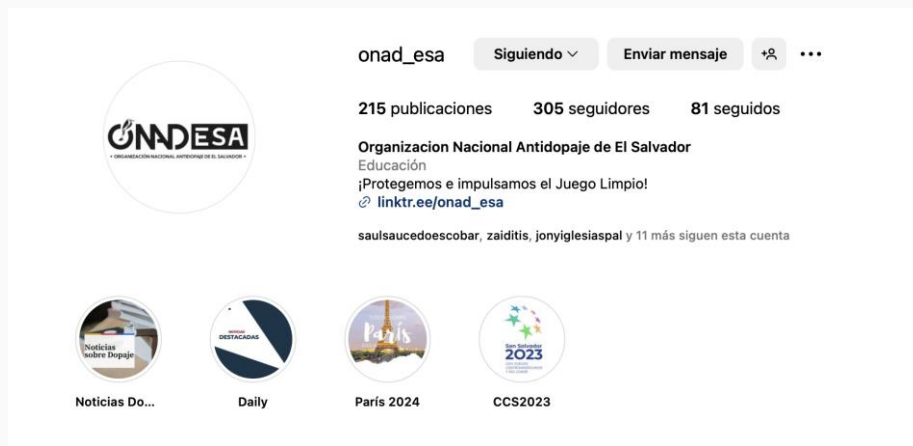 onad_esa Siguiendo Enviar mensaje
215 publicaciones 305 seguidores 81 seguidos
ONADESA
• ORGANIZACIÓN NACIONAL ANTIDOPAJE DE EL SALVADOR •
Organizacion Nacional Antidopaje de El Salvador
Educación
¡Protegemos e impulsamos el Juego Limpio!
linktr.ee/onad_esa
saulsaucedoescobar, zaiditis, jonyiglesiaspal y 11 más siguen esta cuenta
Noticias
sobre Dopaje
DESTACADAS
París
San Salvador
2023
Noticias Do...
Daily
París 2024
CCS2023